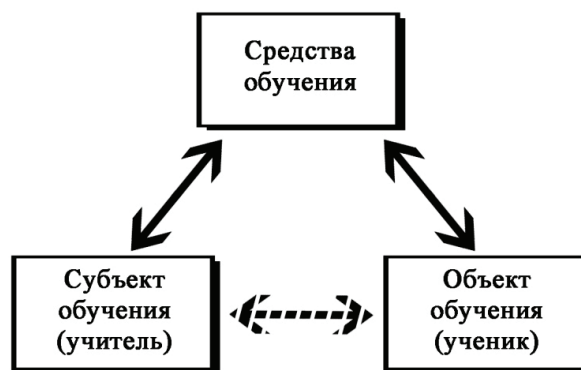 Средства
обучения
Субъект
обучения
(учитель)
Объект
обучения
(ученик)